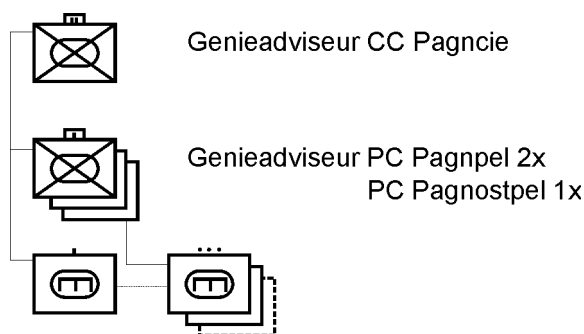 Genieadviseur CC Pagncie
Genieadviseur PC Pagnpel 2x
PC Pagnostpel 1x